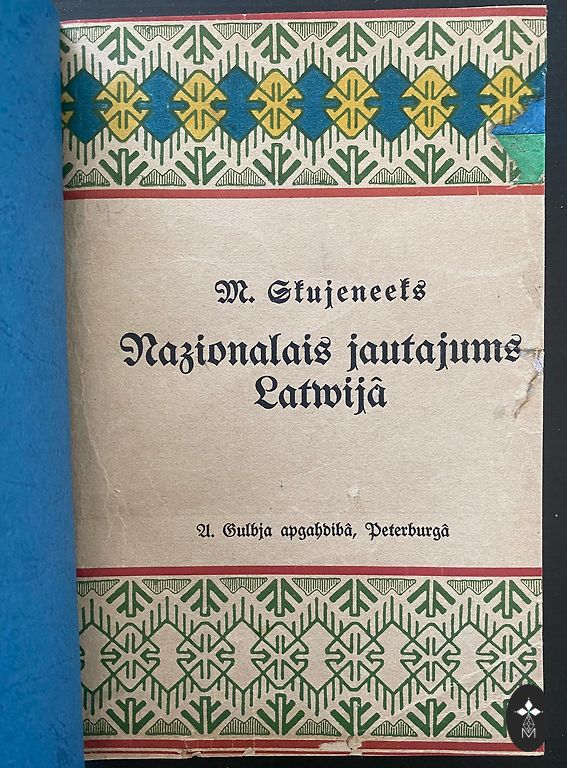 M. Skujeneeks
Nazionalais jautajums
Latwijâ
A. Gulbja apgahdibâ, Peterburgâ
M